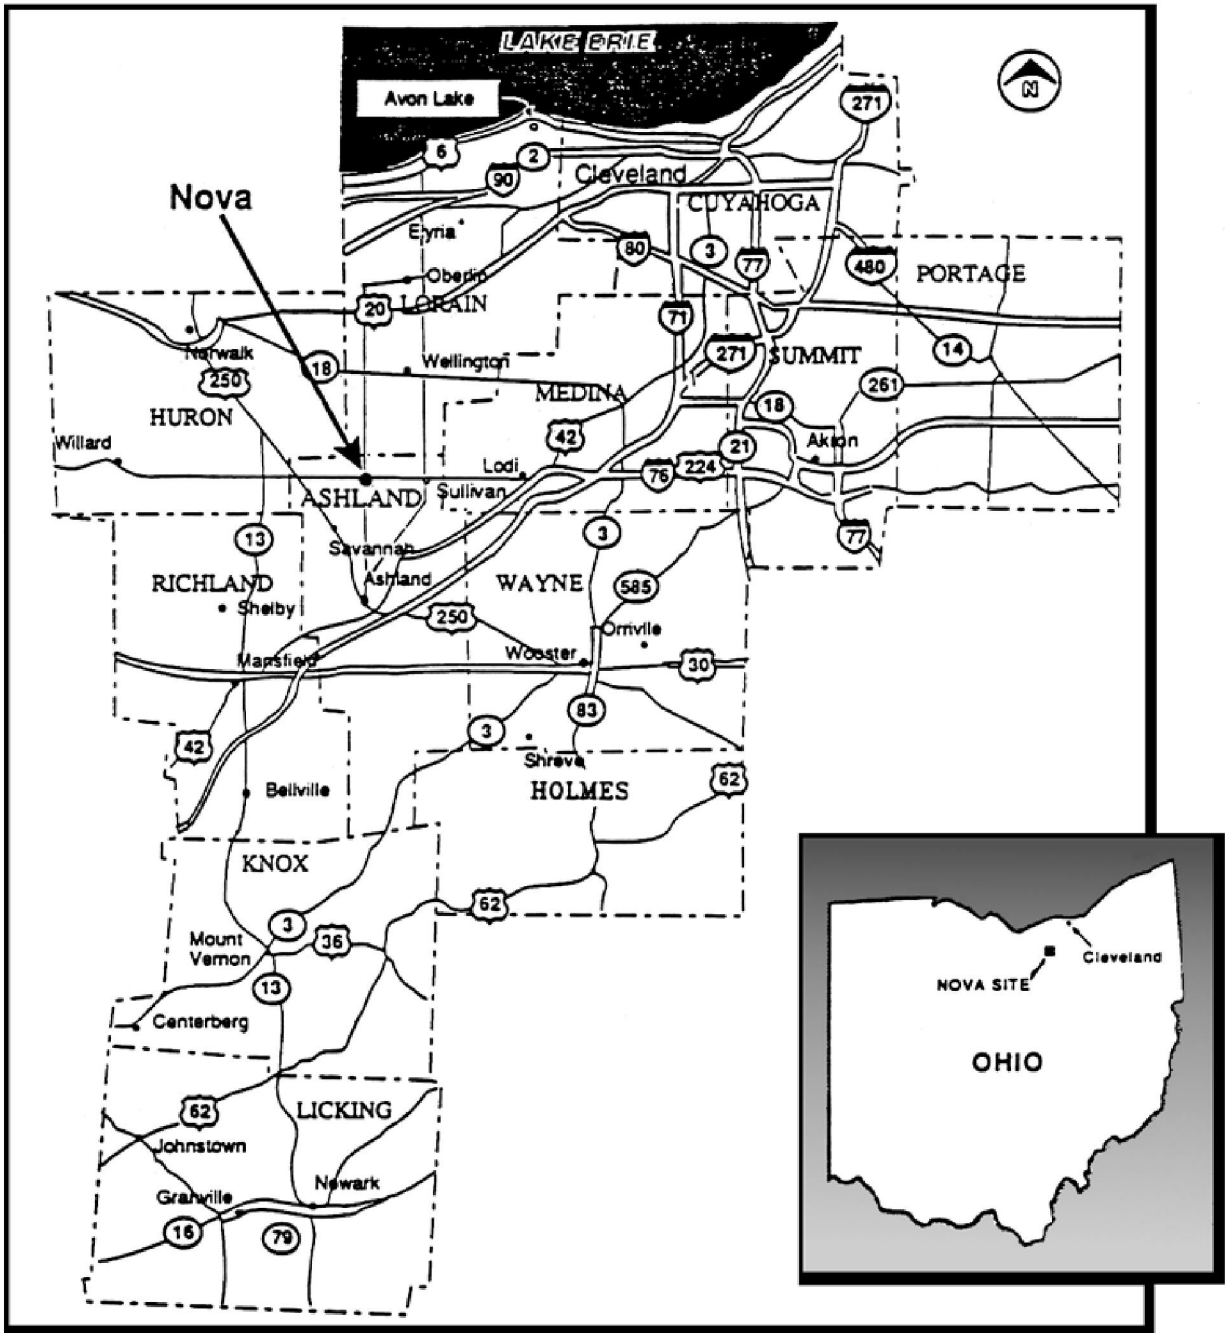 LAKE ERIE
Avon Lake
N
271
6
2
90
Cleveland
Nova
CUYAHOGA
Elyria
80
3
77
480
PORTAGE
Oberlin
20
LORAIN
71
Norwalk
18
Wellington
271
SUMMIT
14
250
MEDINA
261
HURON
18
42
21
Akron
Willard
Lodi
76
224
ASHLAND
Sullivan
13
Savannah
3
77
RICHLAND
Ashland
WAYNE
585
Shelby
250
Orrville
Mansfield
Wooster
30
83
42
3
Shreve
Bellville
HOLMES
62
KNOX
62
3
36
Mount
Vernon
13
Centerberg
62
LICKING
Johnstown
Newark
Granville
16
79
Cleveland
NOVA SITE
OHIO